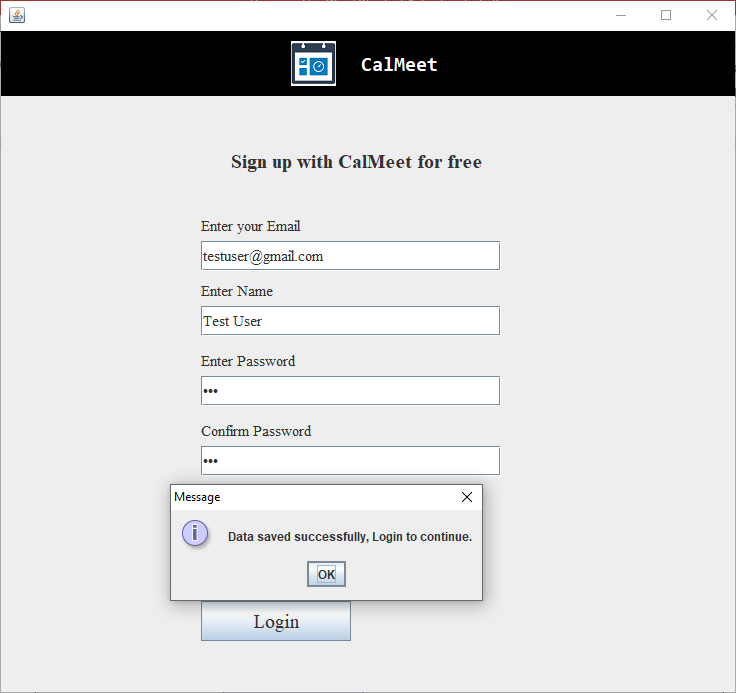 CalMeet
Sign up with CalMeet for free
Enter your Email
testuser@gmail.com
Enter Name
Test User
Enter Password
•••
Confirm Password
•••
Message
Data saved successfully, Login to continue.
OK
Login